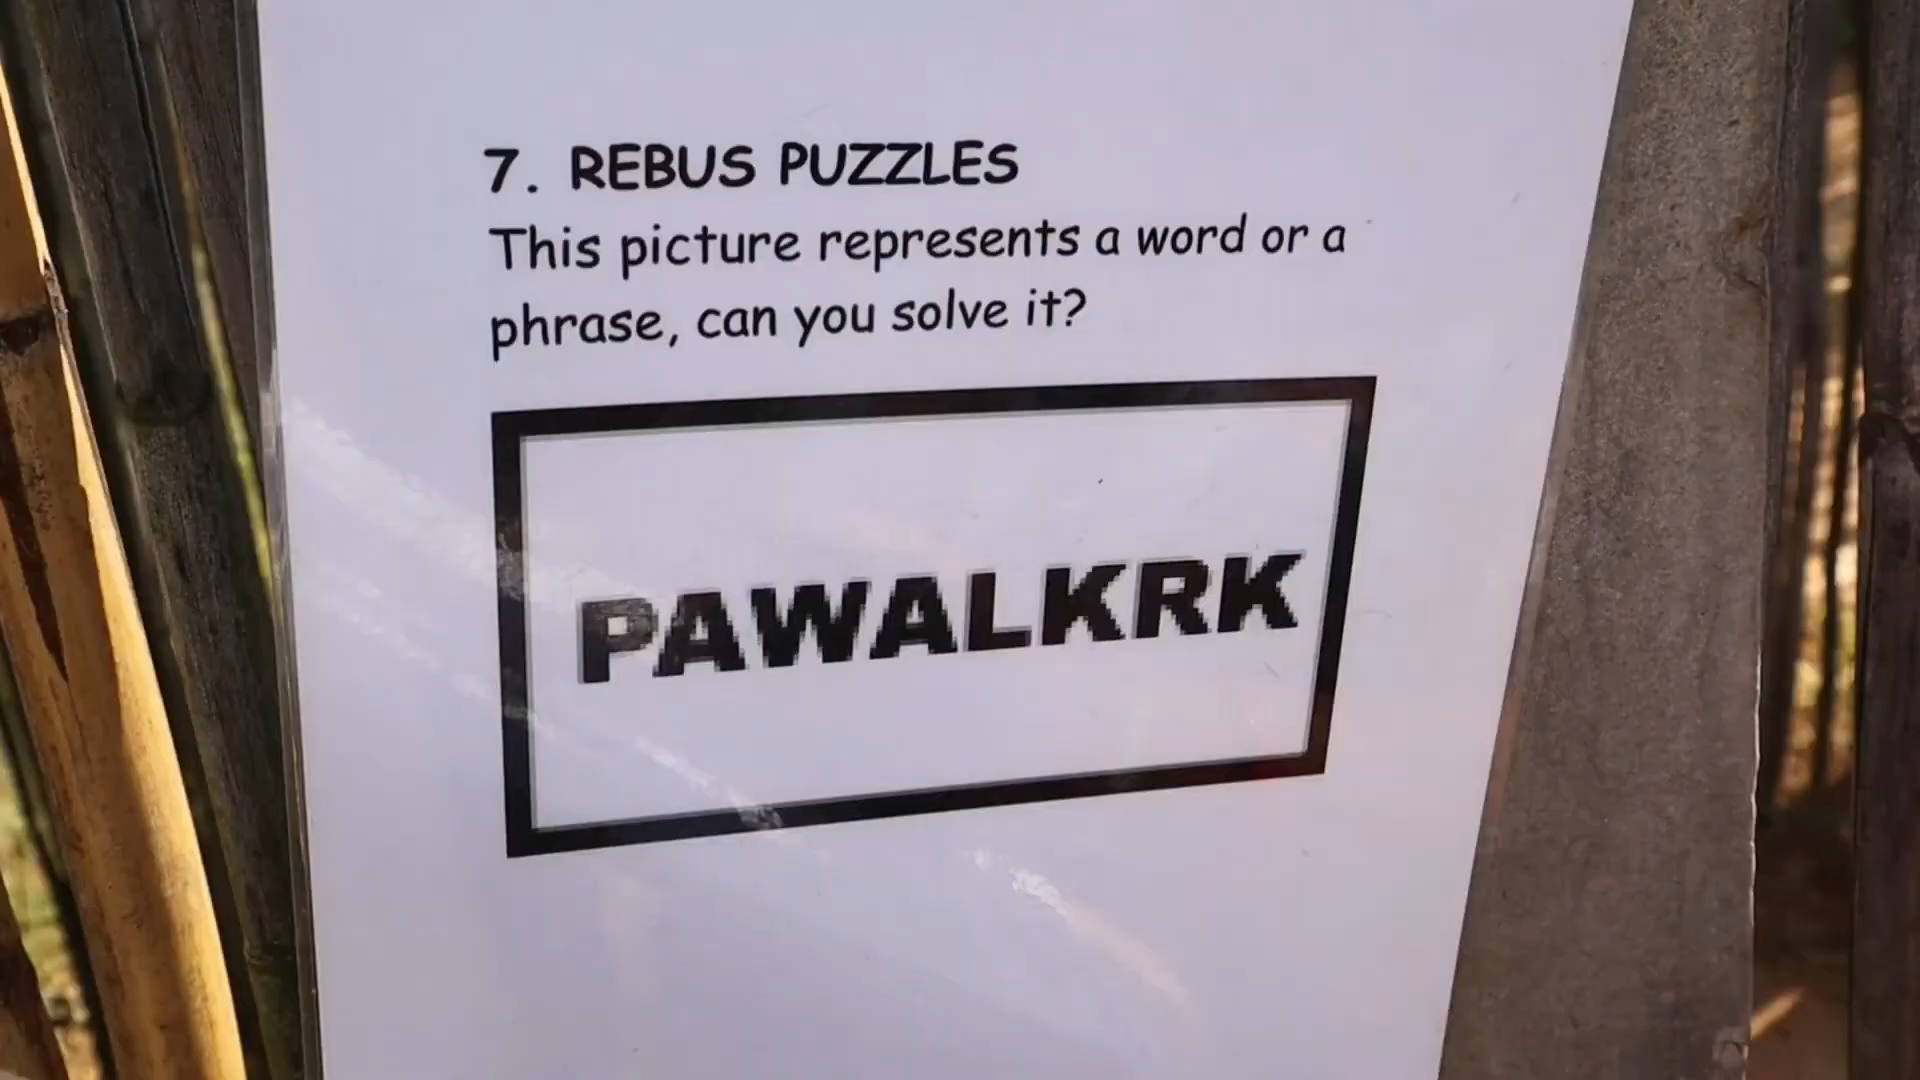 7. REBUS PUZZLES
This picture represents a word or a
phrase, can you solve it?
PAWALKRK